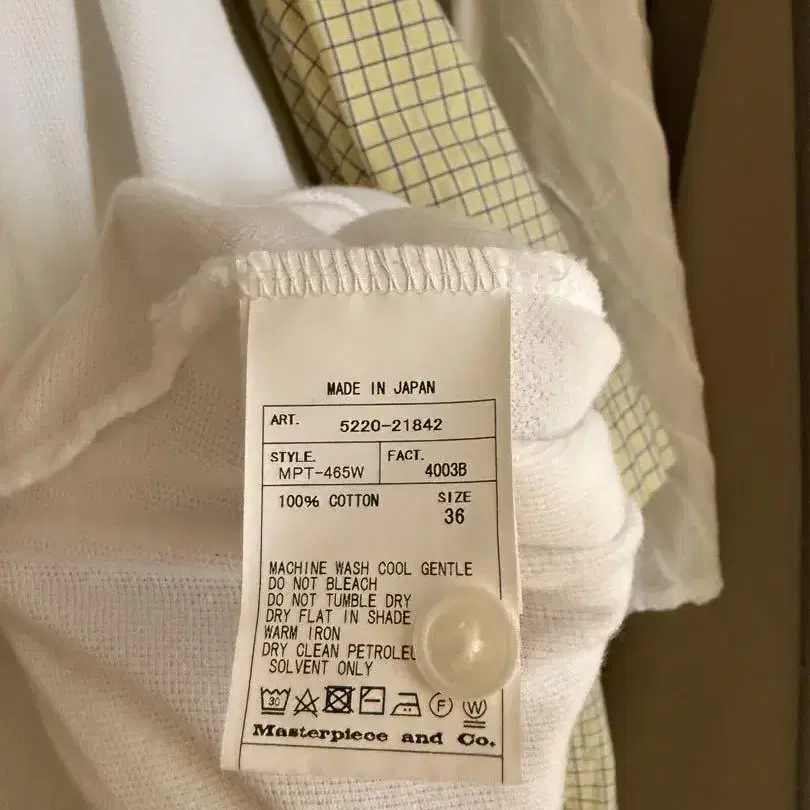 MADE IN JAPAN
ART. 5220-21842
STYLE. FACT.
MPT-465W 4003B
100% COTTON SIZE
36
MACHINE WASH COOL GENTLE
DO NOT BLEACH
DO NOT TUMBLE DRY
DRY FLAT IN SHADE
WARM IRON
DRY CLEAN
SOLVENT ONLY
30 F W
Masterpiece and Co.